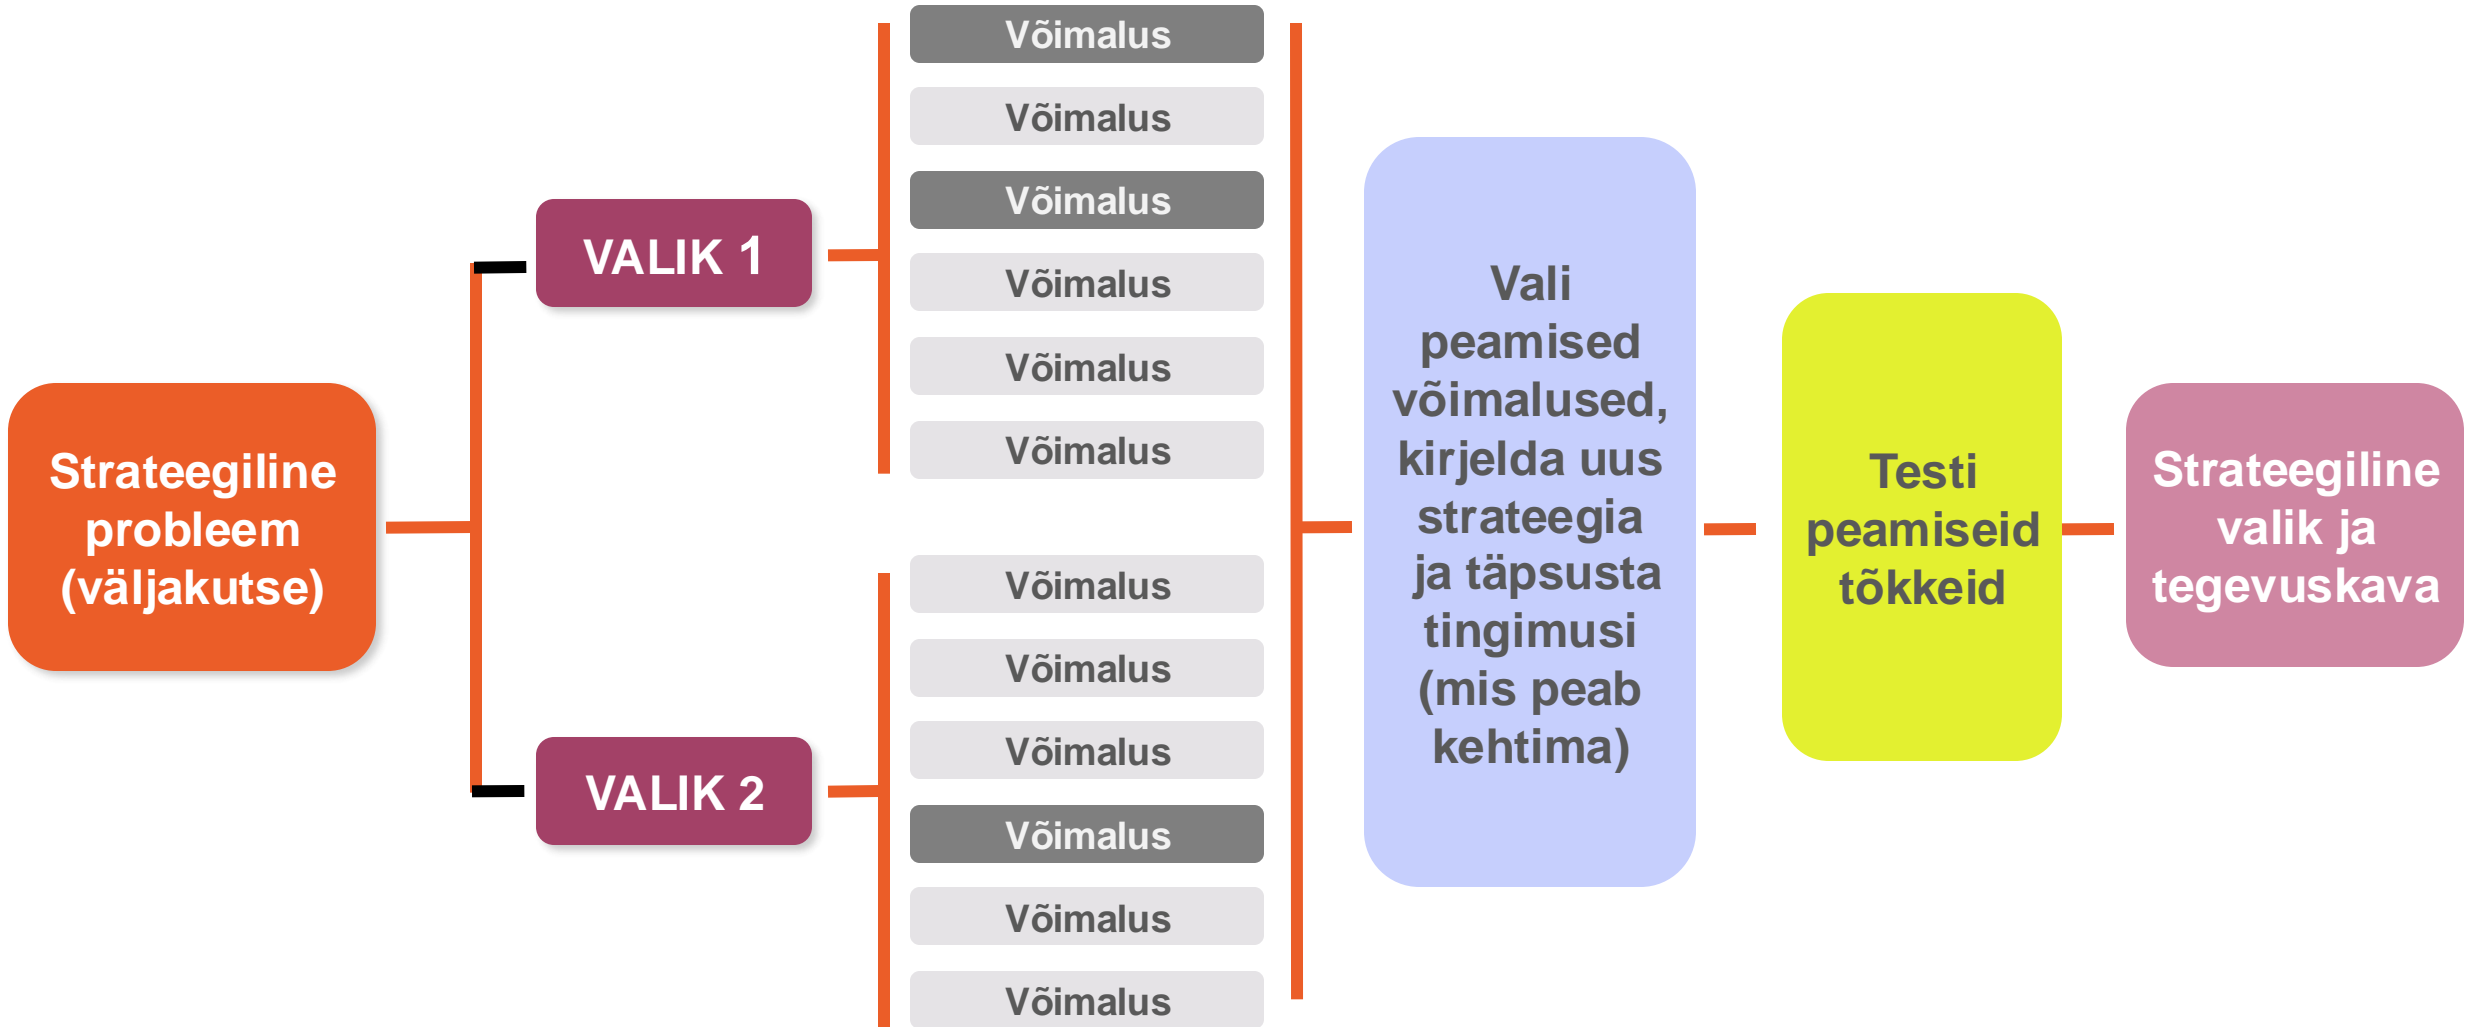 Strateegiline
probleem
(väljakutse)
VALIK 1
VALIK 2
Võimalus
Võimalus
Võimalus
Võimalus
Võimalus
Võimalus
Võimalus
Võimalus
Võimalus
Võimalus
Võimalus
Võimalus
Vali
peamised
võimalused,
kirjelda uus
strateegia
ja täpsusta
tingimusi
(mis peab
kehtima)
Testi
peamiseid
tõkkeid
Strateegiline
valik ja
tegevuskava